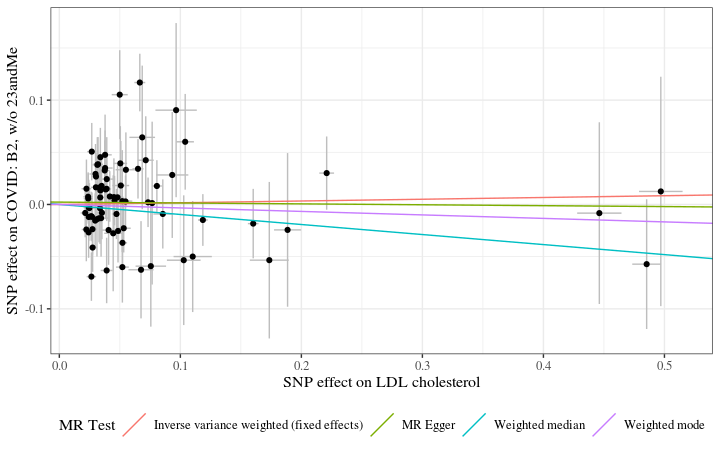 SNP effect on COVID: B2, w/o 23andMe
0.1
0.0
-0.1
0.0
0.1
0.2
0.3
0.4
0.5
SNP effect on LDL cholesterol
MR Test
Inverse variance weighted (fixed effects)
MR Egger
Weighted median
Weighted mode